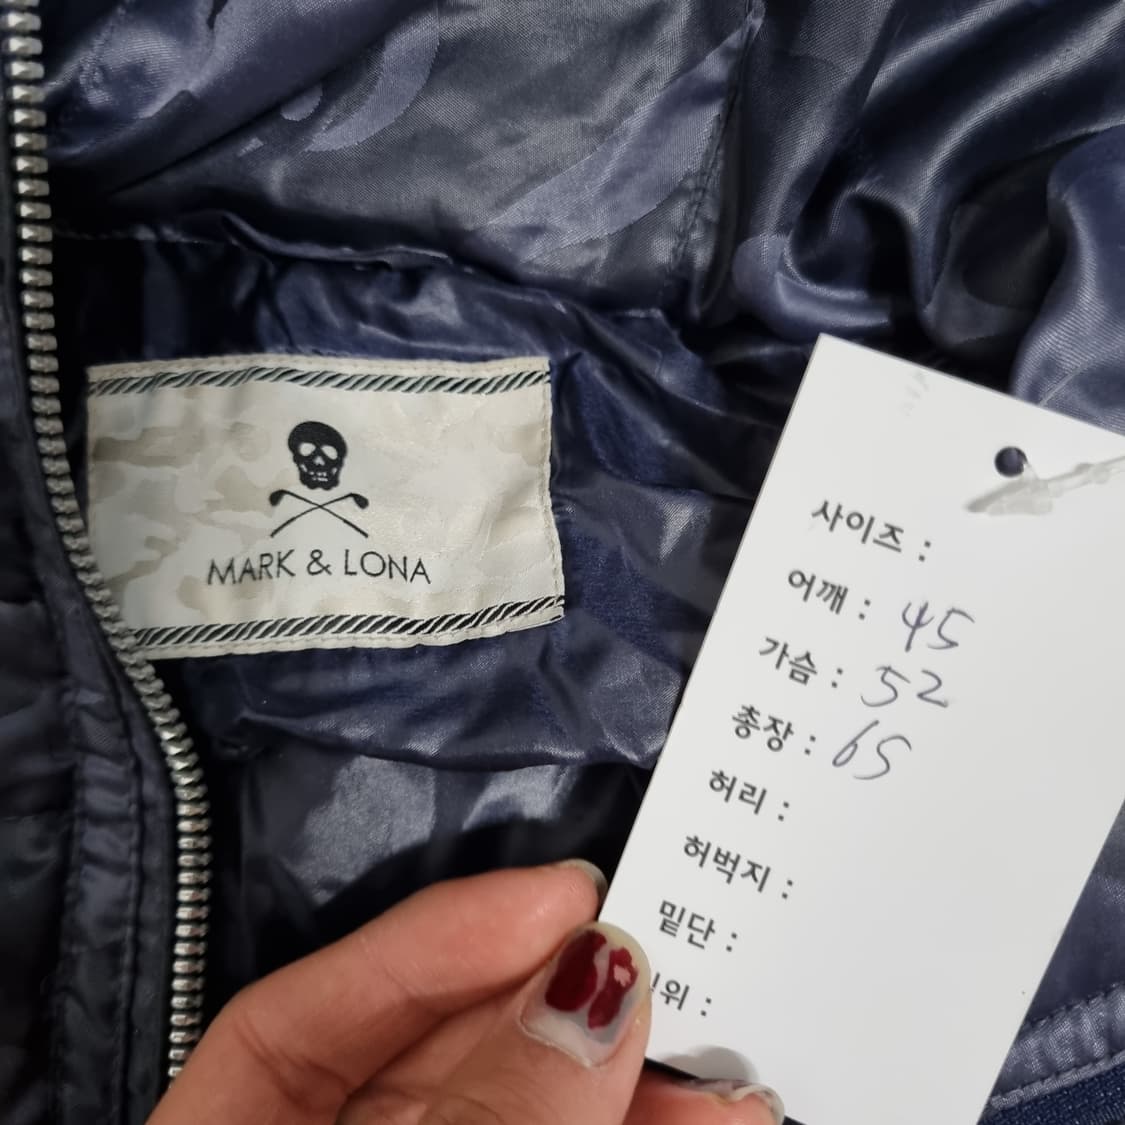 MARK & LONA
사이즈 :
어깨 : 45
가슴 : 52
총장 : 65
허리 :
허벅지 :
밑단 :
위 :